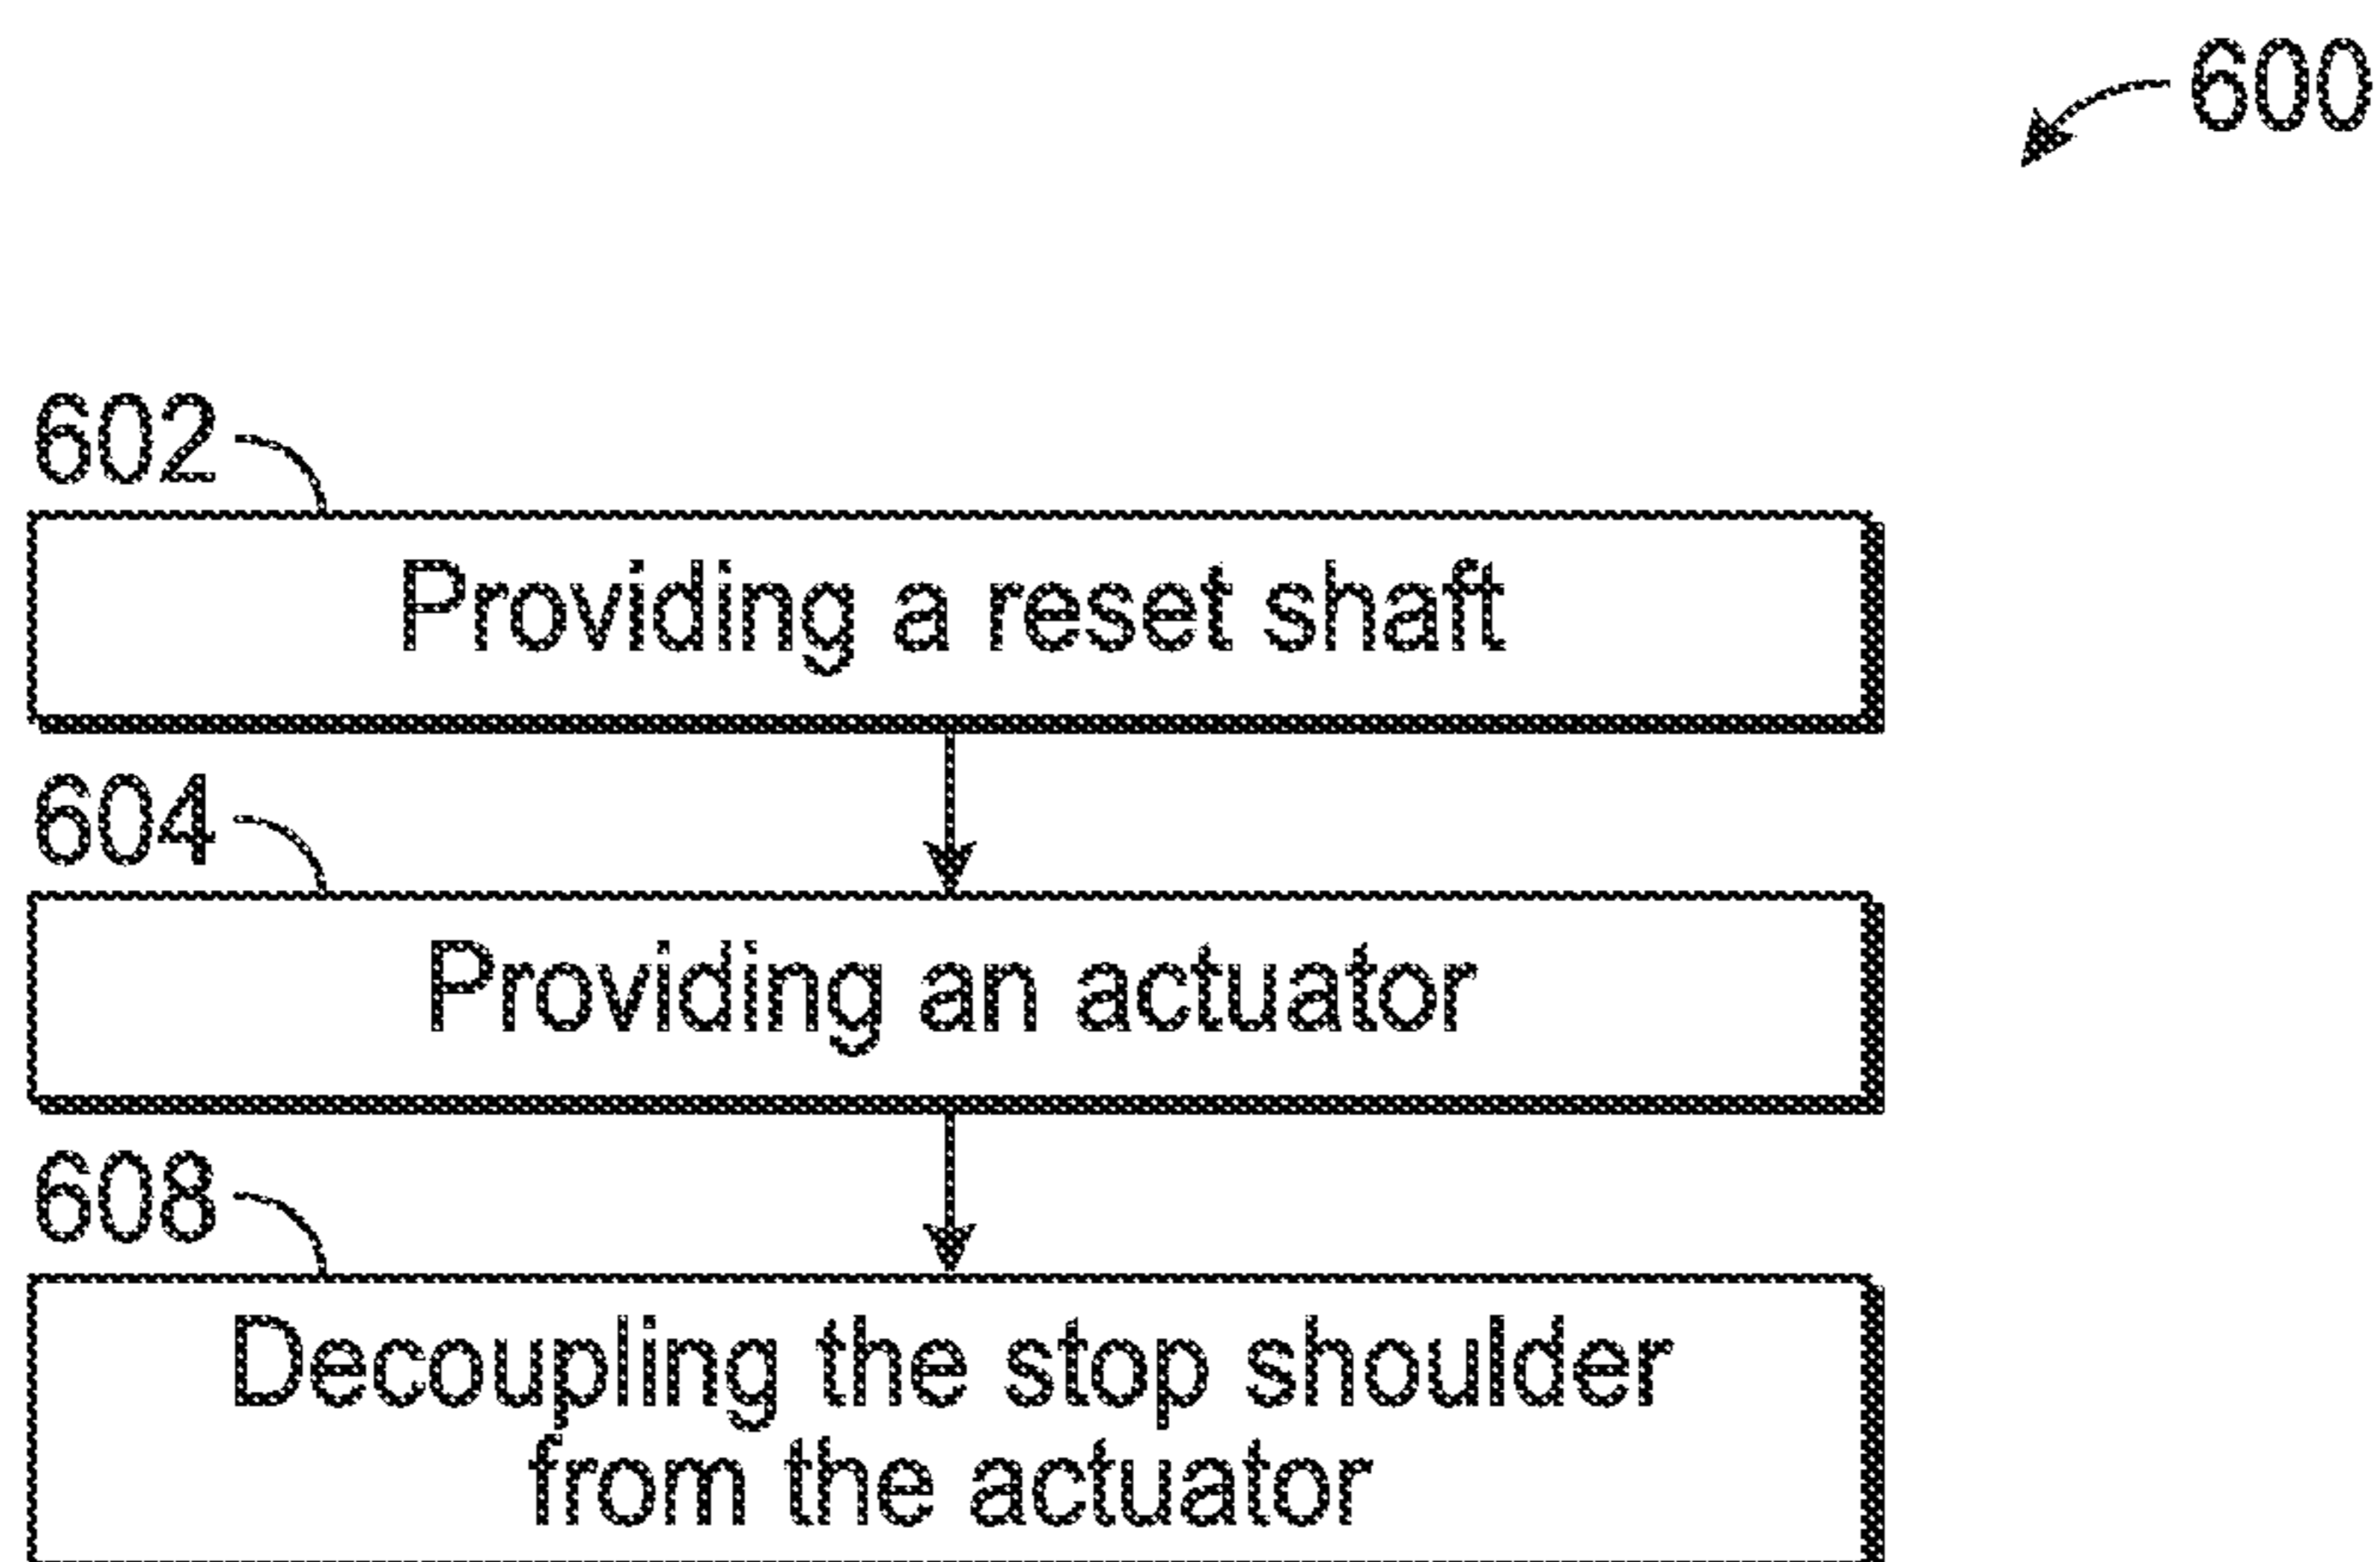 600
602
Providing a reset shaft
604
Providing an actuator
608
Decoupling the stop shoulder
from the actuator